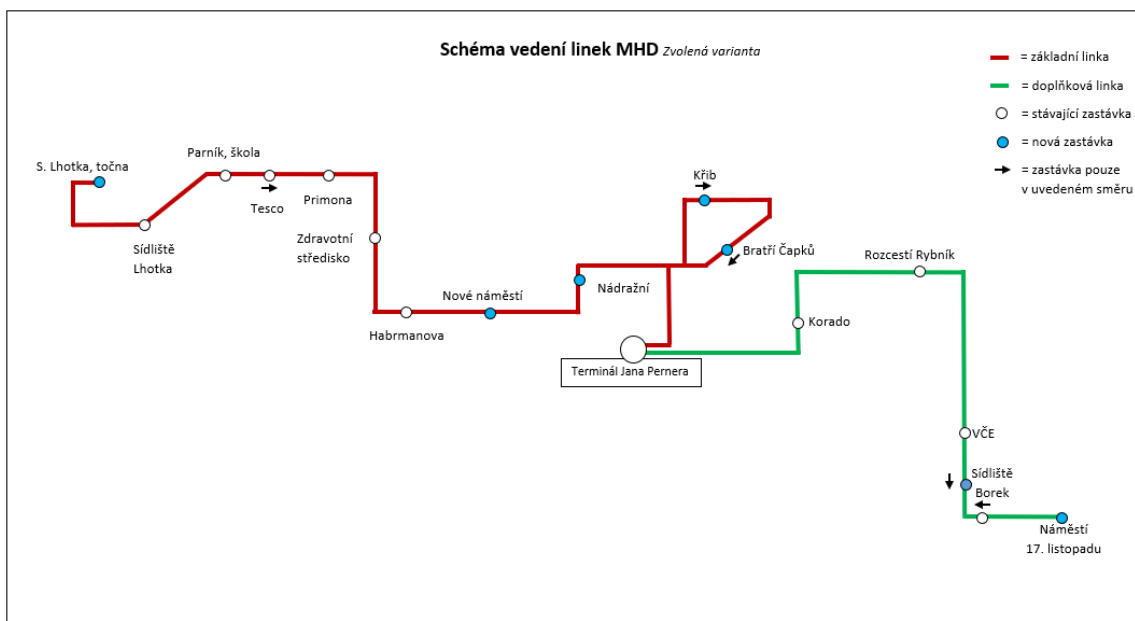 Schéma vedení linek MHD Zvolená varianta
= základní linka
= doplňková linka
= stávající zastávka
= nová zastávka
= zastávka pouze
v uvedeném směru
S. Lhotka, točna
Sídliště
Lhotka
Parník, škola
Tesco
Primona
Zdravotní
středisko
Habrmanova
Nové náměstí
Nádražní
Křib
Bratří Čapků
Terminál Jana Pernera
Korado
Rozcestí Rybník
VČE
Sídliště
Borek
Náměstí
17. listopadu